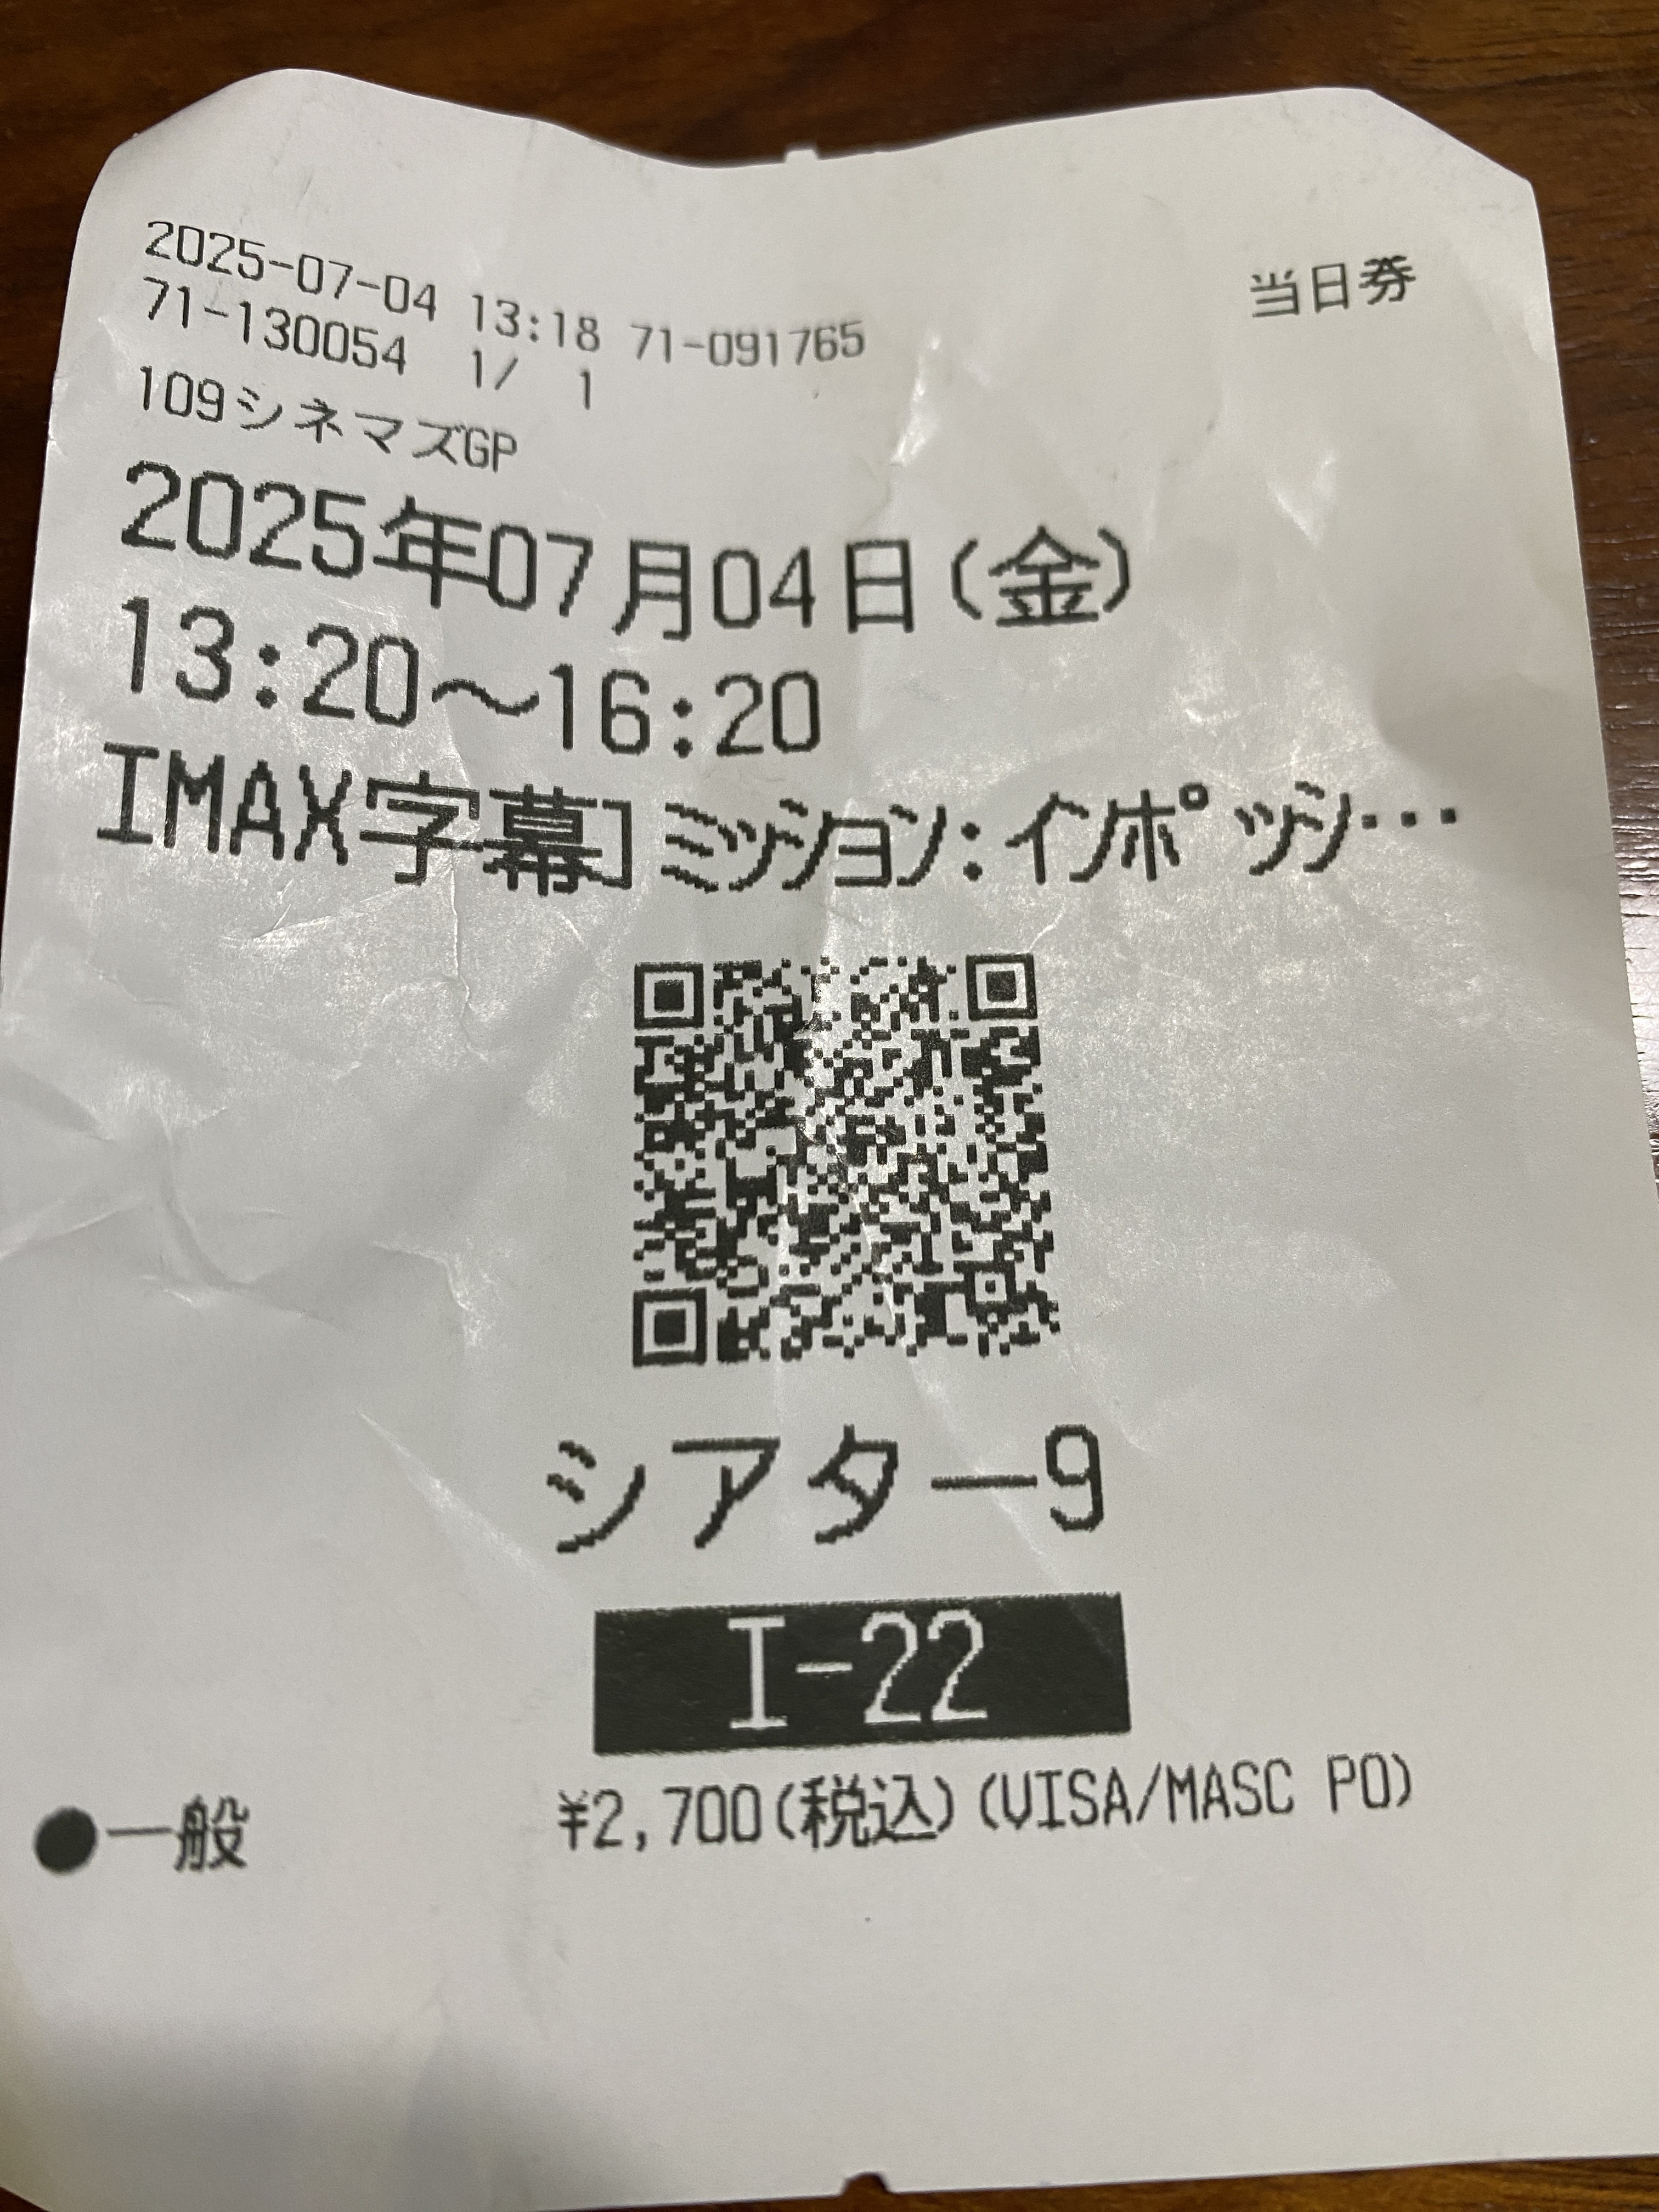 2025-07-04 13:18 71-091765 当日券
71-130054 1/ 1
109シネマズGP
2025年07月04日(金)
13:20〜16:20
IMAX字幕]ミッション:インポッシ…
シアター9
I-22
●一般 ¥2,700(税込)(VISA/MASC PO)